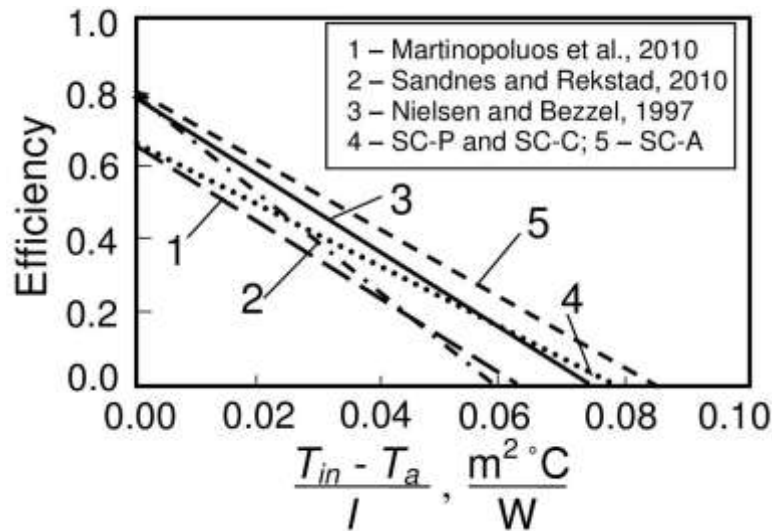 1.0
0.8
0.6
0.4
0.2
0.0
Efficiency
1 – Martinopoluos et al., 2010
2 – Sandnes and Rekstad, 2010
3 – Nielsen and Bezzel, 1997
4 – SC-P and SC-C; 5 – SC-A
3
5
1
2
4
0.00 0.02 0.04 0.06 0.08 0.10
T_in - T_a / I , m² °C / W